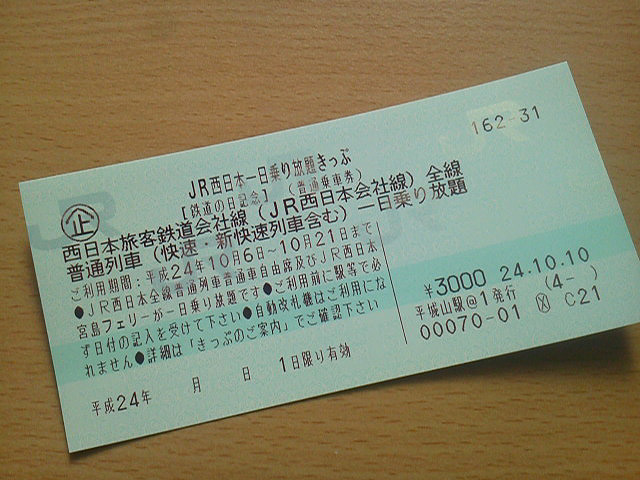 162-31
JR西日本一日乗り放題きっぷ
【鉄道の日記念】 (普通乗車券)
企
西日本旅客鉄道会社線(JR西日本会社線)全線
普通列車(快速・新快速列車含む)一日乗り放題
ご利用期間:平成24年10月6日~10月21日まで
●JR西日本全線普通列車普通車自由席及びJR西日本
宮島フェリーが一日乗り放題です●ご利用前に駅等で必
ず日付の記入を受けて下さい●自動改札機はご利用にな
れません●詳細は「きっぷのご案内」でご確認下さい
平成24年 月 日 1日限り有効
¥3000 24.10.10
平城山駅@1発行 (4- )
00070-01 C21